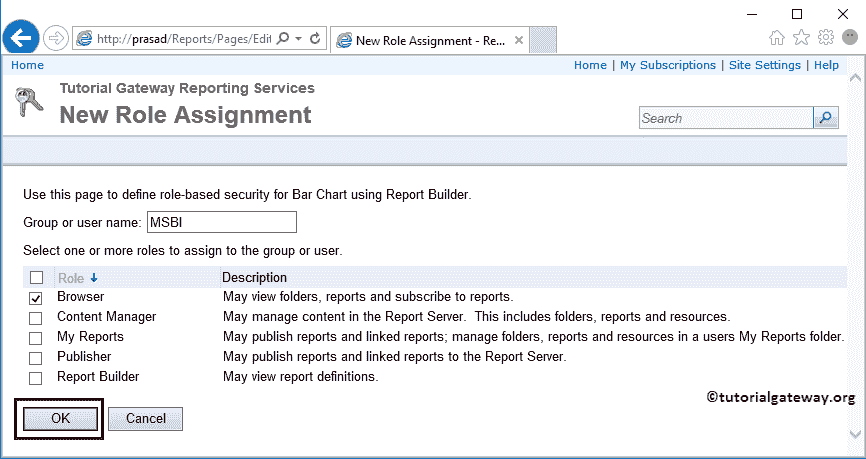 http://prasad/Reports/Pages/Edit
New Role Assignment - Re...
Home
Home | My Subscriptions | Site Settings | Help
Tutorial Gateway Reporting Services
New Role Assignment
Search
Use this page to define role-based security for Bar Chart using Report Builder.
Group or user name: MSBI
Select one or more roles to assign to the group or user.
Role Description
Browser May view folders, reports and subscribe to reports.
Content Manager May manage content in the Report Server. This includes folders, reports and resources.
My Reports May publish reports and linked reports; manage folders, reports and resources in a users My Reports folder.
Publisher May publish reports and linked reports to the Report Server.
Report Builder May view report definitions.
©tutorialgateway.org
OK Cancel